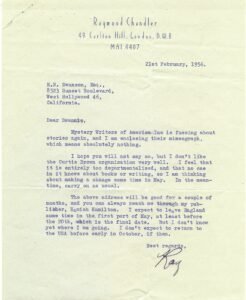 Raymond Chandler
49 Carlton Hill, London, N.W.8
MAI 8407
21st February, 1956.
H.N. Swanson, Esq.,
8523 Sunset Boulevard,
West Hollywood 46,
California.
Dear Swannie,
Mystery Writers of America Inc is fussing about
stories again, and I am enclosing their mimeograph,
which means absolutely nothing.
I hope you will not say so, but I don't like
the Curtis Brown organisation very well. I feel that
it is entirely too departmentalised, and that no one
in it knows about books or writing, so I am thinking
about making a change some time in May. In the mean-
time, carry on as usual.
The above address will be good for a couple of
months, and you can always reach me through my pub-
lisher, Hamish Hamilton. I expect to leave England
some time in the first part of May, at least before
the 20th, which is the final date. But I don't know
yet where I am going. I don't expect to return to
the USA before early in October, if then.
Best regards,
Ray